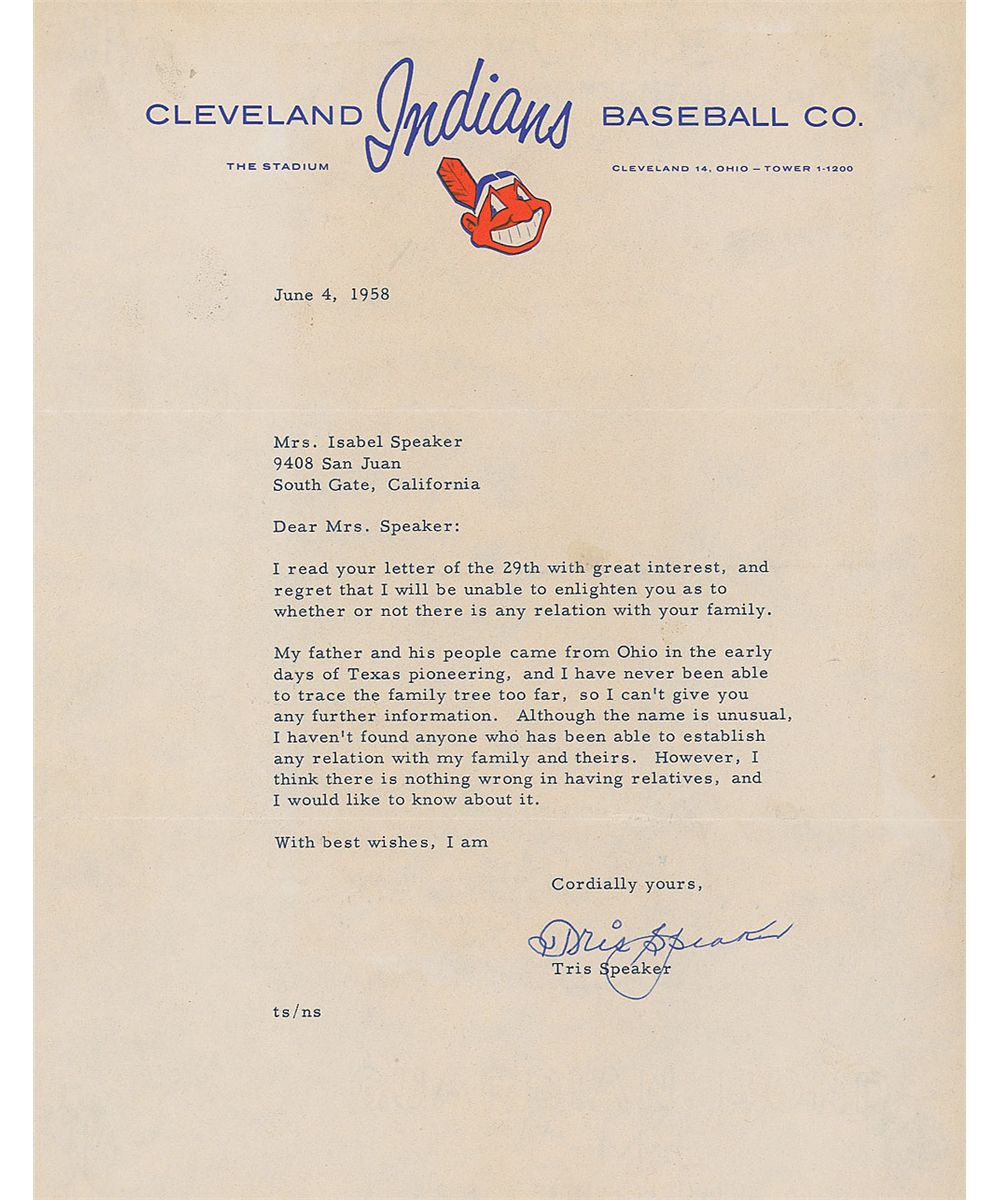 CLEVELAND Indians BASEBALL CO.
THE STADIUM CLEVELAND 14, OHIO — TOWER 1-1200
June 4, 1958
Mrs. Isabel Speaker
9408 San Juan
South Gate, California
Dear Mrs. Speaker:
I read your letter of the 29th with great interest, and
regret that I will be unable to enlighten you as to
whether or not there is any relation with your family.
My father and his people came from Ohio in the early
days of Texas pioneering, and I have never been able
to trace the family tree too far, so I can't give you
any further information. Although the name is unusual,
I haven't found anyone who has been able to establish
any relation with my family and theirs. However, I
think there is nothing wrong in having relatives, and
I would like to know about it.
With best wishes, I am
Cordially yours,
Tris Speaker
Tris Speaker
ts/ns